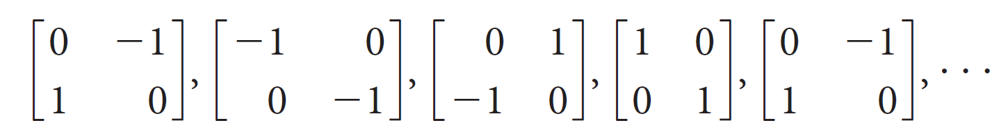 [0 −1; 1 0], [−1 0; 0 −1], [0 1; −1 0], [1 0; 0 1], [0 −1; 1 0], · · ·